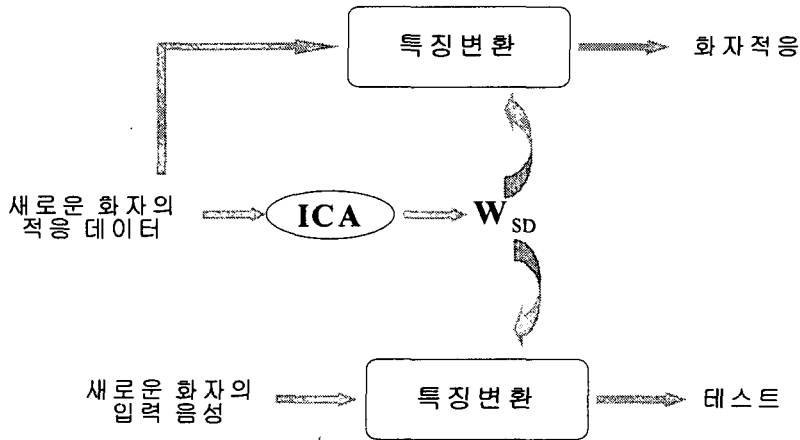 특징변환
화자적응
새로운 화자의
적응 데이터
ICA
W SD
새로운 화자의
입력 음성
특징변환
테스트